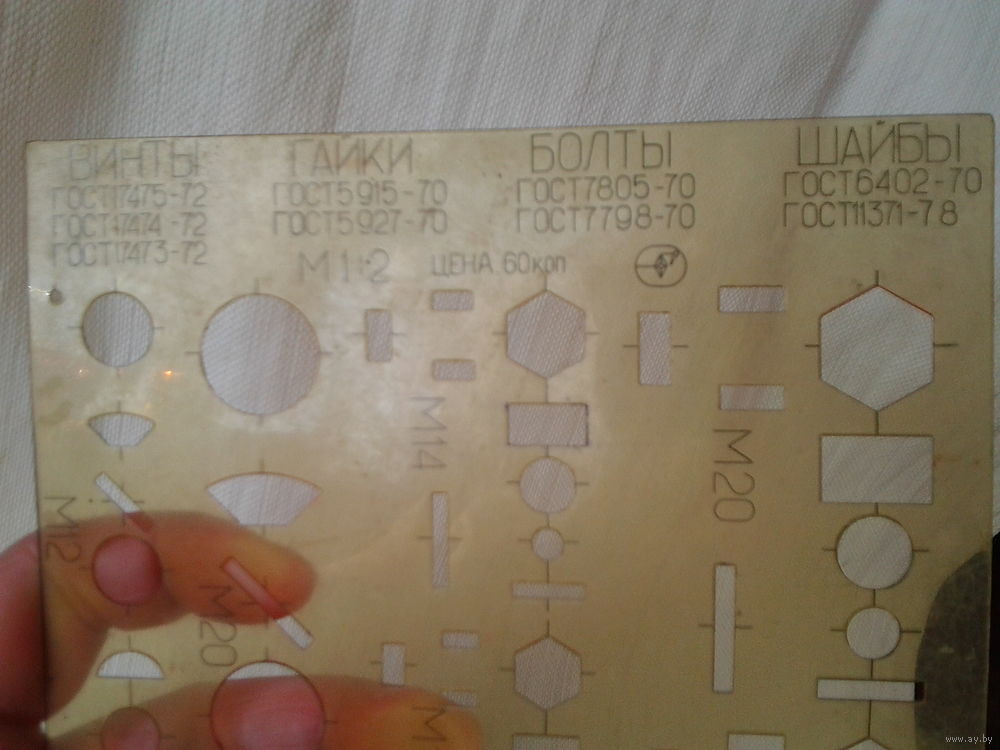 ВИНТЫ ГАЙКИ БОЛТЫ ШАЙБЫ
ГОСТ17475-72 ГОСТ5915-70 ГОСТ7805-70 ГОСТ6402-70
ГОСТ17474-72 ГОСТ5927-70 ГОСТ7798-70 ГОСТ11371-78
ГОСТ17473-72
М1:2 ЦЕНА 60коп
М14
М20
М12
М20
www.ay.by